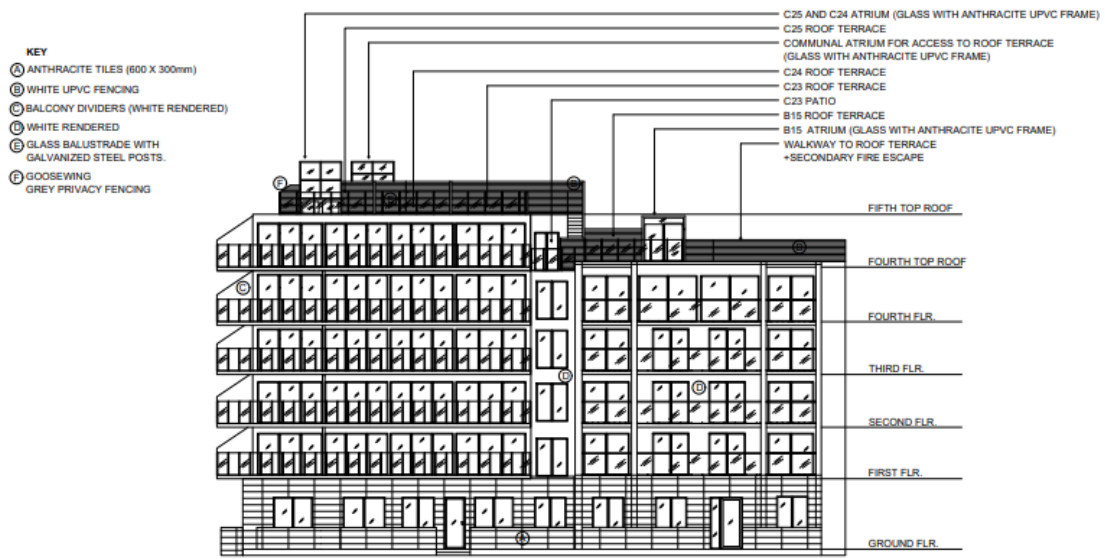 KEY
A ANTHRACITE TILES (600 X 300mm)
B WHITE UPVC FENCING
C BALCONY DIVIDERS (WHITE RENDERED)
D WHITE RENDERED
E GLASS BALUSTRADE WITH
GALVANIZED STEEL POSTS.
F GOOSEWING
GREY PRIVACY FENCING
C25 AND C24 ATRIUM (GLASS WITH ANTHRACITE UPVC FRAME)
C25 ROOF TERRACE
COMMUNAL ATRIUM FOR ACCESS TO ROOF TERRACE
(GLASS WITH ANTHRACITE UPVC FRAME)
C24 ROOF TERRACE
C23 ROOF TERRACE
C23 PATIO
B15 ROOF TERRACE
B15 ATRIUM (GLASS WITH ANTHRACITE UPVC FRAME)
WALKWAY TO ROOF TERRACE
+SECONDARY FIRE ESCAPE
F
B
FIFTH TOP ROOF
B
FOURTH TOP ROOF
C
FOURTH FLR.
D
THIRD FLR.
D
SECOND FLR.
FIRST FLR.
A
GROUND FLR.